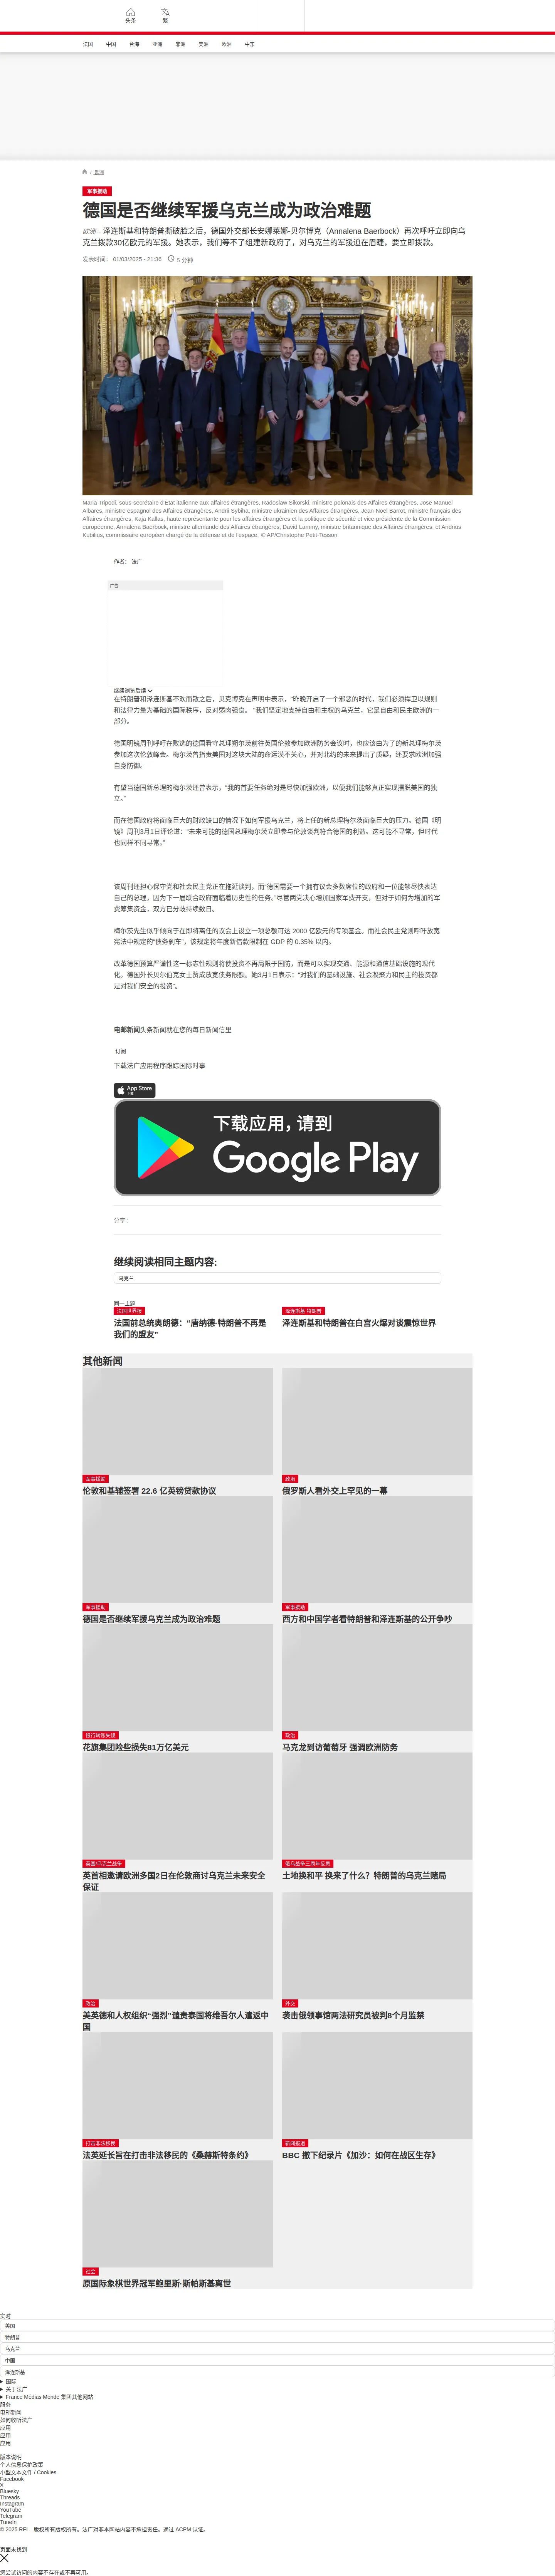 头条
繁
法国
中国
台海
亚洲
非洲
美洲
欧洲
中东
/ 欧洲
军事援助
德国是否继续军援乌克兰成为政治难题
欧洲 – 泽连斯基和特朗普撕破脸之后，德国外交部长安娜莱娜-贝尔博克（Annalena Baerbock）再次呼吁立即向乌
克兰拨款30亿欧元的军援。她表示，我们等不了组建新政府了，对乌克兰的军援迫在眉睫，要立即拨款。
发表时间： 01/03/2025 - 21:36 5 分钟
Maria Tripodi, sous-secrétaire d'État italienne aux affaires étrangères, Radoslaw Sikorski, ministre polonais des Affaires étrangères, Jose Manuel
Albares, ministre espagnol des Affaires étrangères, Andrii Sybiha, ministre ukrainien des Affaires étrangères, Jean-Noël Barrot, ministre français des
Affaires étrangères, Kaja Kallas, haute représentante pour les affaires étrangères et la politique de sécurité et vice-présidente de la Commission
européenne, Annalena Baerbock, ministre allemande des Affaires étrangères, David Lammy, ministre britannique des Affaires étrangères, et Andrius
Kubilius, commissaire européen chargé de la défense et de l'espace. © AP/Christophe Petit-Tesson
作者： 法广
广告
继续浏览后续
在特朗普和泽连斯基不欢而散之后，贝克博克在声明中表示，“昨晚开启了一个邪恶的时代，我们必须捍卫以规则
和法律力量为基础的国际秩序，反对弱肉强食。 “我们坚定地支持自由和主权的乌克兰，它是自由和民主欧洲的一
部分。
德国明镜周刊呼吁在败选的德国看守总理朔尔茨前往英国伦敦参加欧洲防务会议时，也应该由为了的新总理梅尔茨
参加这次伦敦峰会。梅尔茨曾指责美国对这块大陆的命运漠不关心，并对北约的未来提出了质疑，还要求欧洲加强
自身防御。
有望当德国新总理的梅尔茨还曾表示，“我的首要任务绝对是尽快加强欧洲，以便我们能够真正实现摆脱美国的独
立。”
而在德国政府将面临巨大的财政缺口的情况下如何军援乌克兰，将上任的新总理梅尔茨面临巨大的压力。德国《明
镜》周刊3月1日评论道：“未来可能的德国总理梅尔茨立即参与伦敦谈判符合德国的利益。这可能不寻常，但时代
也同样不同寻常。”
该周刊还担心保守党和社会民主党正在拖延谈判，而“德国需要一个拥有议会多数席位的政府和一位能够尽快表达
自己的总理，因为下一届联合政府面临着历史性的任务。”尽管两党决心增加国家军费开支，但对于如何为增加的军
费筹集资金，双方已分歧持续数日。
梅尔茨先生似乎倾向于在即将离任的议会上设立一项总额可达 2000 亿欧元的专项基金。而社会民主党则呼吁放宽
宪法中规定的“债务刹车”，该规定将年度新借款限制在 GDP 的 0.35% 以内。
改革德国预算严谨性这一标志性规则将使投资不再局限于国防，而是可以实现交通、能源和通信基础设施的现代
化。德国外长贝尔伯克女士赞成放宽债务限额。她3月1日表示：“对我们的基础设施、社会凝聚力和民主的投资都
是对我们安全的投资”。
电邮新闻头条新闻就在您的每日新闻信里
订阅
下载法广应用程序跟踪国际时事
App Store
下载
下载应用，请到
Google Play
分享 :
继续阅读相同主题内容:
乌克兰
同一主题
法国世界报
法国前总统奥朗德：“唐纳德·特朗普不再是
我们的盟友”
泽连斯基 特朗普
泽连斯基和特朗普在白宫火爆对谈震惊世界
其他新闻
军事援助
伦敦和基辅签署 22.6 亿英镑贷款协议
政治
俄罗斯人看外交上罕见的一幕
军事援助
德国是否继续军援乌克兰成为政治难题
军事援助
西方和中国学者看特朗普和泽连斯基的公开争吵
银行转账失误
花旗集团险些损失81万亿美元
政治
马克龙到访葡萄牙 强调欧洲防务
英国/乌克兰战争
英首相邀请欧洲多国2日在伦敦商讨乌克兰未来安全
保证
俄乌战争三周年反思
土地换和平 换来了什么？特朗普的乌克兰赌局
政治
美英德和人权组织“强烈”谴责泰国将维吾尔人遣返中
国
外交
袭击俄领事馆两法研究员被判8个月监禁
打击非法移民
法英延长旨在打击非法移民的《桑赫斯特条约》
新闻报道
BBC 撤下纪录片《加沙：如何在战区生存》
社会
原国际象棋世界冠军鲍里斯·斯帕斯基离世
实时
美国
特朗普
乌克兰
中国
泽连斯基
国际
关于法广
France Médias Monde 集团其他网站
服务
电邮新闻
如何收听法广
应用
应用
应用
版本说明
个人信息保护政策
小型文本文件 / Cookies
Facebook
X
Bluesky
Threads
Instagram
YouTube
Telegram
TuneIn
© 2025 RFI – 版权所有版权所有。法广对非本网站内容不承担责任。通过 ACPM 认证。
页面未找到
您尝试访问的内容不存在或不再可用。